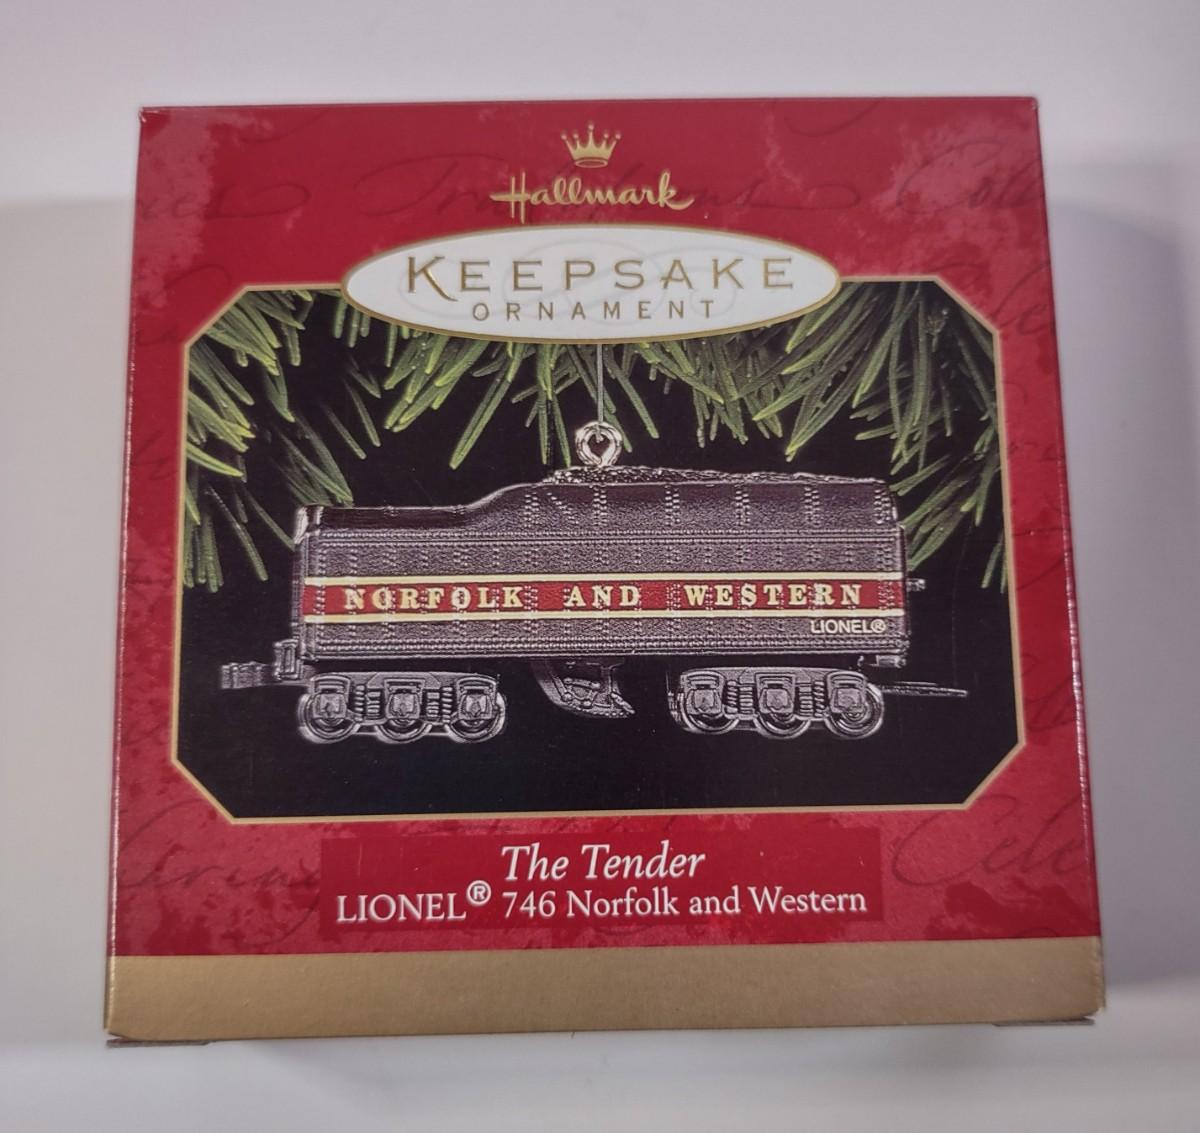 Hallmark
KEEPSAKE
ORNAMENT
NORFOLK AND WESTERN
LIONEL®
The Tender
LIONEL® 746 Norfolk and Western